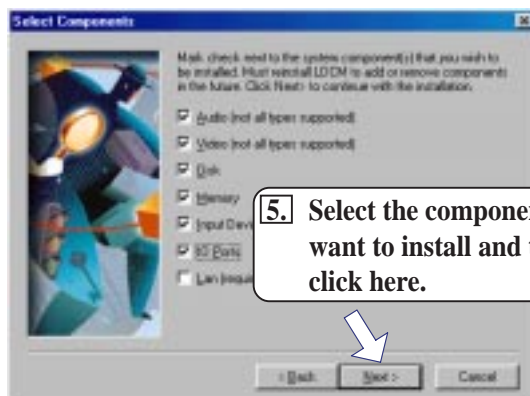 Select Components
Mark check next to the system component(s) that you wish to
be installed. Must reinstall LDCM to add or remove components
in the future. Click Next> to continue with the installation.
Audio (not all types supported)
Video (not all types supported)
Disk
Memory
Input Dev
IO Ports
Lan (requi
5. Select the compone
want to install and
click here.
< Back
Next >
Cancel